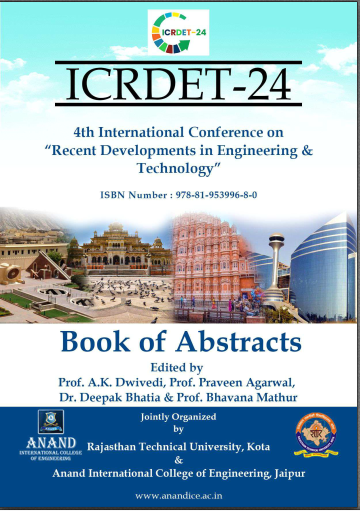 ICRDET-24
ICRDET-24
4th International Conference on
“Recent Developments in Engineering &
Technology”
ISBN Number : 978-81-953996-8-0
Book of Abstracts
Edited by
Prof. A.K. Dwivedi, Prof. Praveen Agarwal,
Dr. Deepak Bhatia & Prof. Bhavana Mathur
Jointly Organized
by
ANAND
INTERNATIONAL COLLEGE
OF ENGINEERING
Rajasthan Technical University, Kota
&
Anand International College of Engineering, Jaipur
www.anandice.ac.in